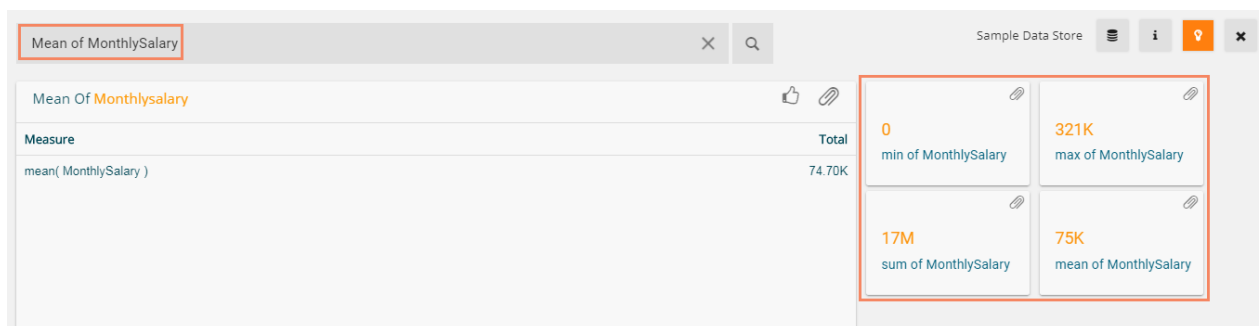 Mean of MonthlySalary
Sample Data Store
i
Mean Of Monthlysalary
Measure Total
mean( MonthlySalary ) 74.70K
0
min of MonthlySalary
321K
max of MonthlySalary
17M
sum of MonthlySalary
75K
mean of MonthlySalary